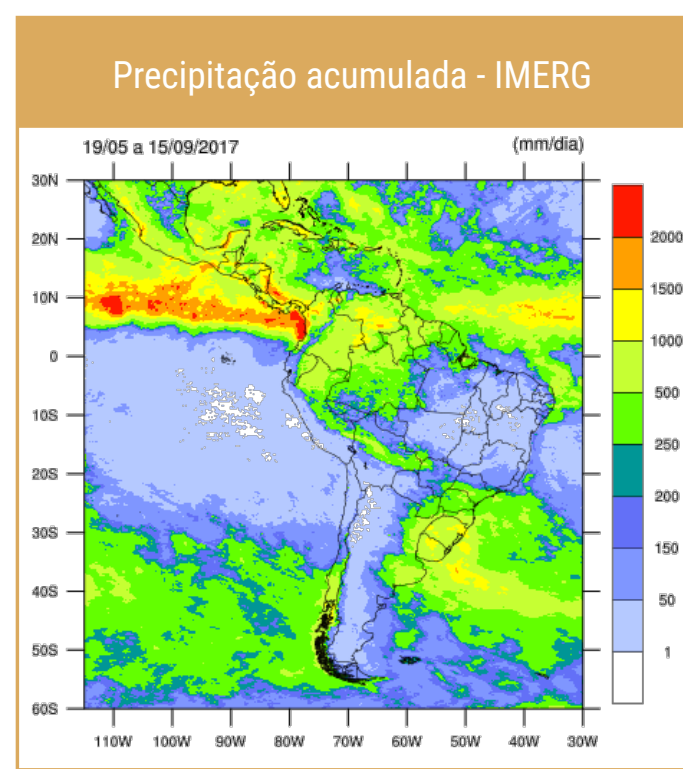 Precipitação acumulada - IMERG
19/05 a 15/09/2017
(mm/dia)
30N
20N
10N
0
10S
20S
30S
40S
50S
60S
110W 100W 90W 80W 70W 60W 50W 40W 30W
2000
1500
1000
500
250
200
150
50
1